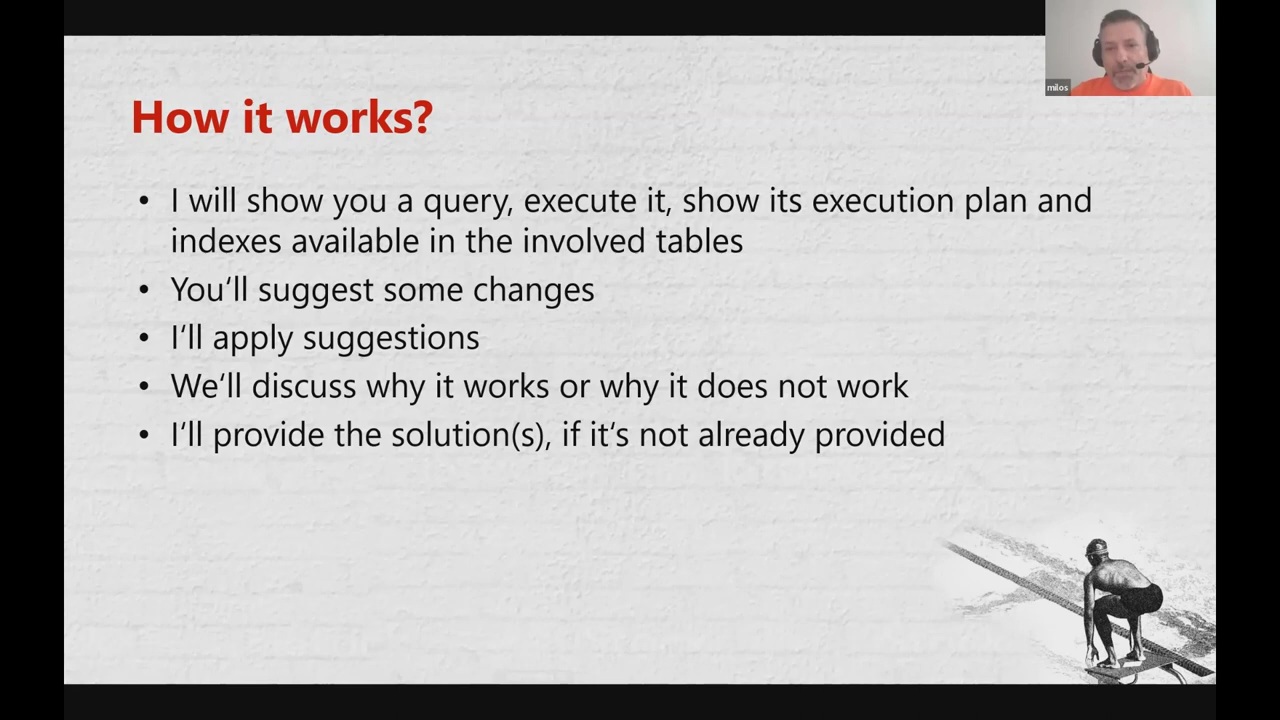 milos
How it works?
• I will show you a query, execute it, show its execution plan and
indexes available in the involved tables
• You‘ll suggest some changes
• I‘ll apply suggestions
• We‘ll discuss why it works or why it does not work
• I‘ll provide the solution(s), if it‘s not already provided